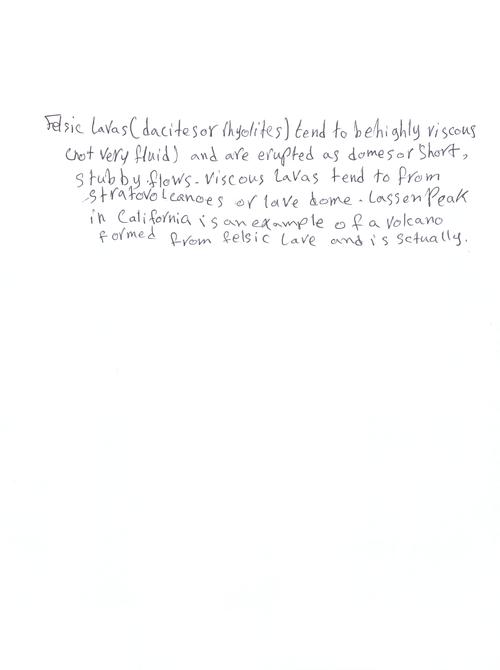 Felsic lavas (dacites or rhyolites) tend to be highly viscous
(not very fluid) and are erupted as domes or short,
stubby flows. Viscous lavas tend to from
stratovolcanoes or lave dome. Lassen Peak
in California is an example of a volcano
formed from felsic lave and is sctually.